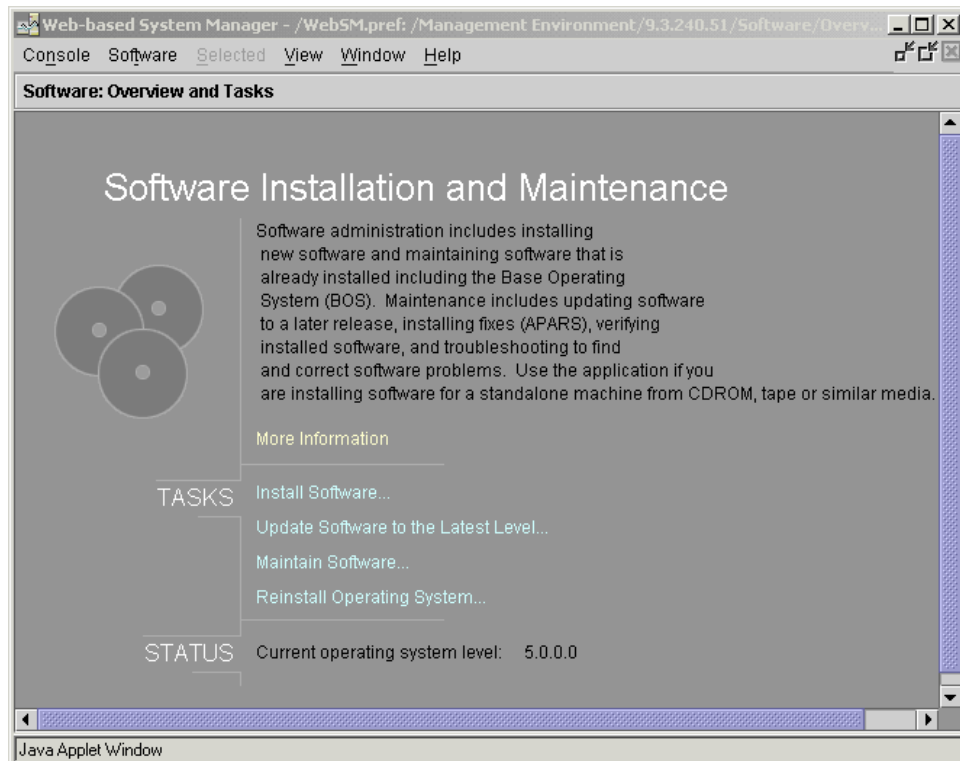 Web-based System Manager - /WebSM.pref: /Management Environment/9.3.240.51/Software/Overv...
Console Software Selected View Window Help
Software: Overview and Tasks
Software Installation and Maintenance
Software administration includes installing
new software and maintaining software that is
already installed including the Base Operating
System (BOS). Maintenance includes updating software
to a later release, installing fixes (APARS), verifying
installed software, and troubleshooting to find
and correct software problems. Use the application if you
are installing software for a standalone machine from CDROM, tape or similar media.
More Information
TASKS
Install Software...
Update Software to the Latest Level...
Maintain Software...
Reinstall Operating System...
STATUS
Current operating system level: 5.0.0.0
Java Applet Window